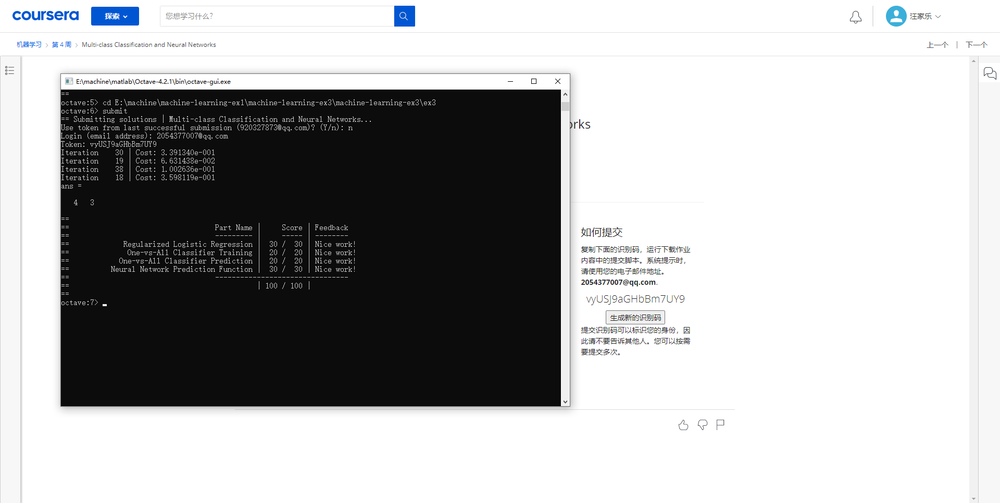 coursera
探索
您想学习什么?
汪家乐
机器学习 > 第 4 周 > Multi-class Classification and Neural Networks
上一个 | 下一个
E:\machine\matlab\Octave-4.2.1\bin\octave-gui.exe
==
octave:5> cd E:\machine\machine-learning-ex1\machine-learning-ex3\machine-learning-ex3\ex3
octave:6> submit
== Submitting solutions | Multi-class Classification and Neural Networks...
Use token from last successful submission (920327873@qq.com)? (Y/n): n
Login (email address): 2054377007@qq.com
Token: vyUSJ9aGHbBm7UY9
Iteration    30 | Cost: 3.391340e-001
Iteration    19 | Cost: 6.631438e-002
Iteration    38 | Cost: 1.002636e-001
Iteration    18 | Cost: 3.598119e-001
ans =
4   3
==
== Part Name |     Score | Feedback
== --------- |     ----- | --------
== Regularized Logistic Regression |  30 /  30 | Nice work!
== One-vs-All Classifier Training |  20 /  20 | Nice work!
== One-vs-All Classifier Prediction |  20 /  20 | Nice work!
== Neural Network Prediction Function |  30 /  30 | Nice work!
== --------------------------------
== | 100 / 100 |
==
octave:7>
orks
如何提交
复制下面的识别码，运行下载作业
内容中的提交脚本。系统提示时，
请使用您的电子邮件地址。
2054377007@qq.com.
vyUSJ9aGHbBm7UY9
生成新的识别码
提交识别码可以标识您的身份，因
此请不要告诉其他人。您可以按需
要提交多次。